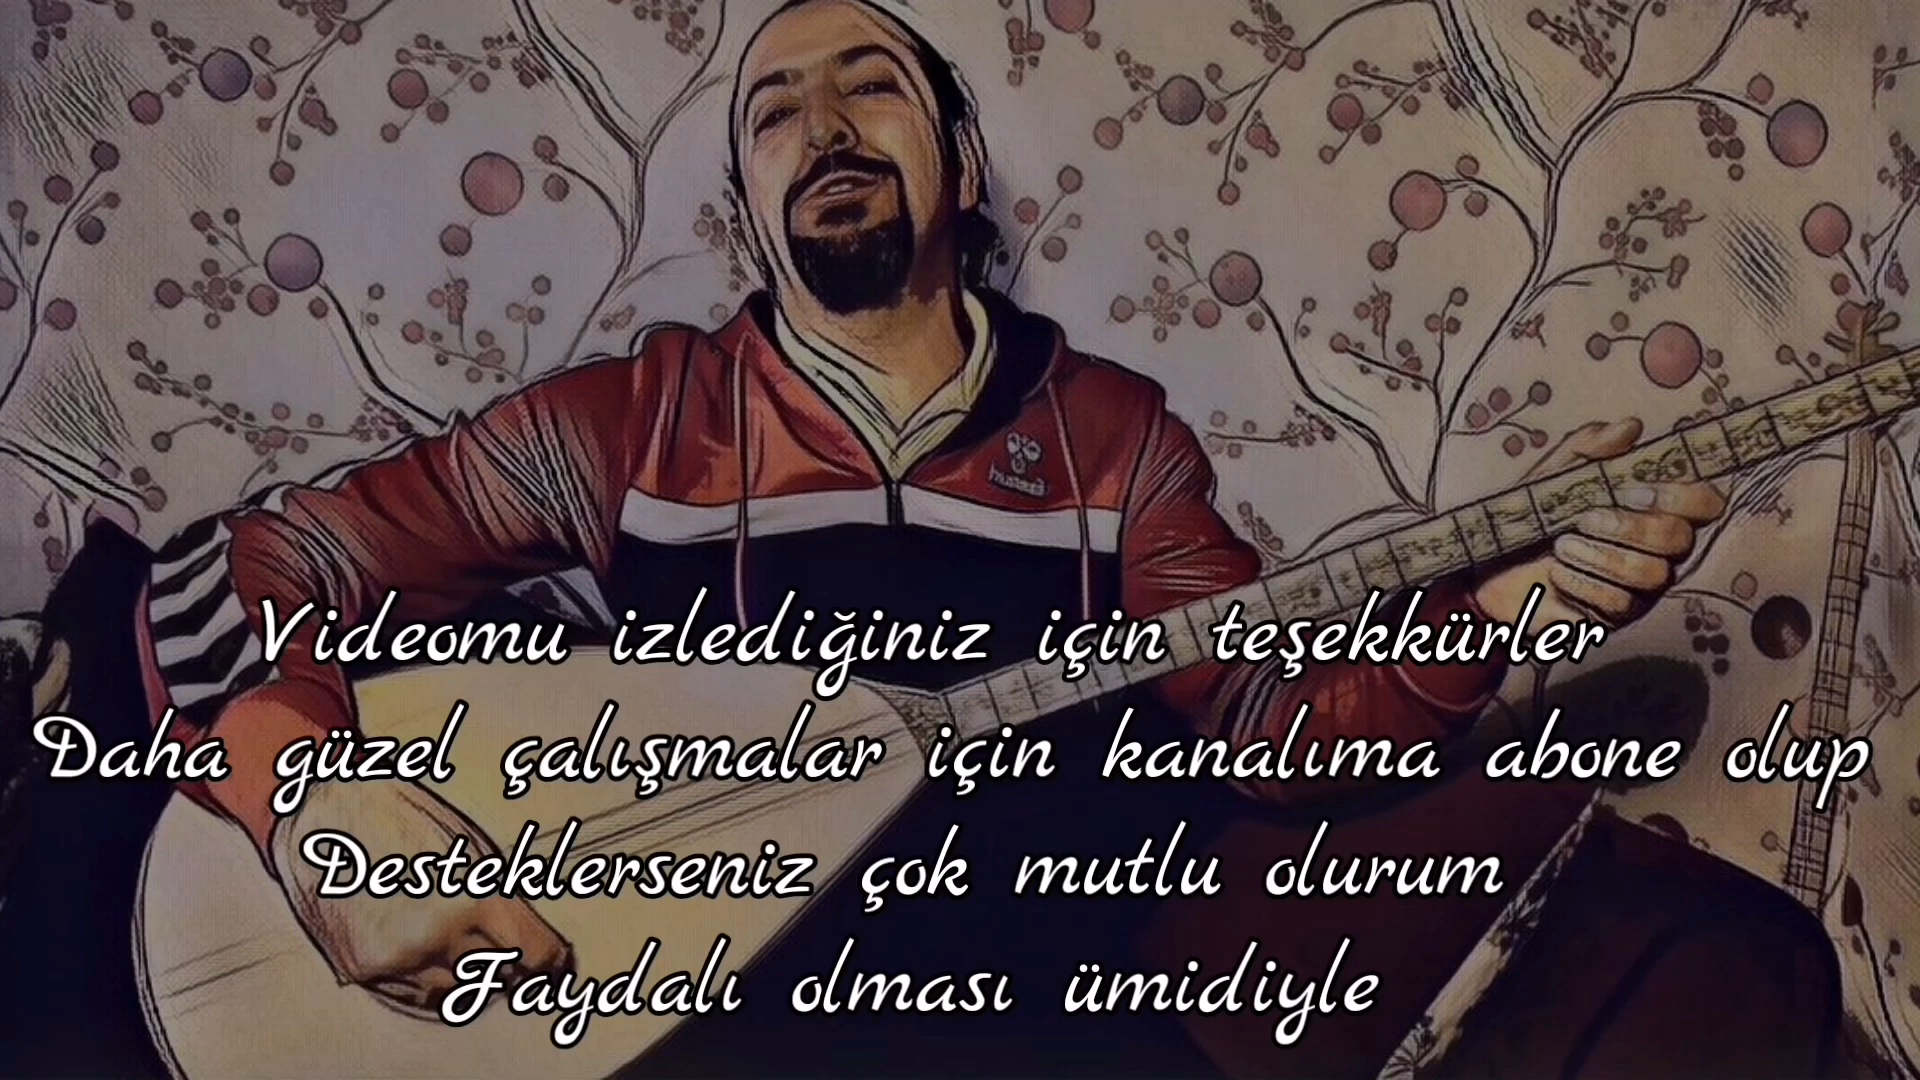 Videomu izlediğiniz için teşekkürler
Daha güzel çalışmalar için kanalıma abone olup
Desteklerseniz çok mutlu olurum
Faydalı olması ümidiyle